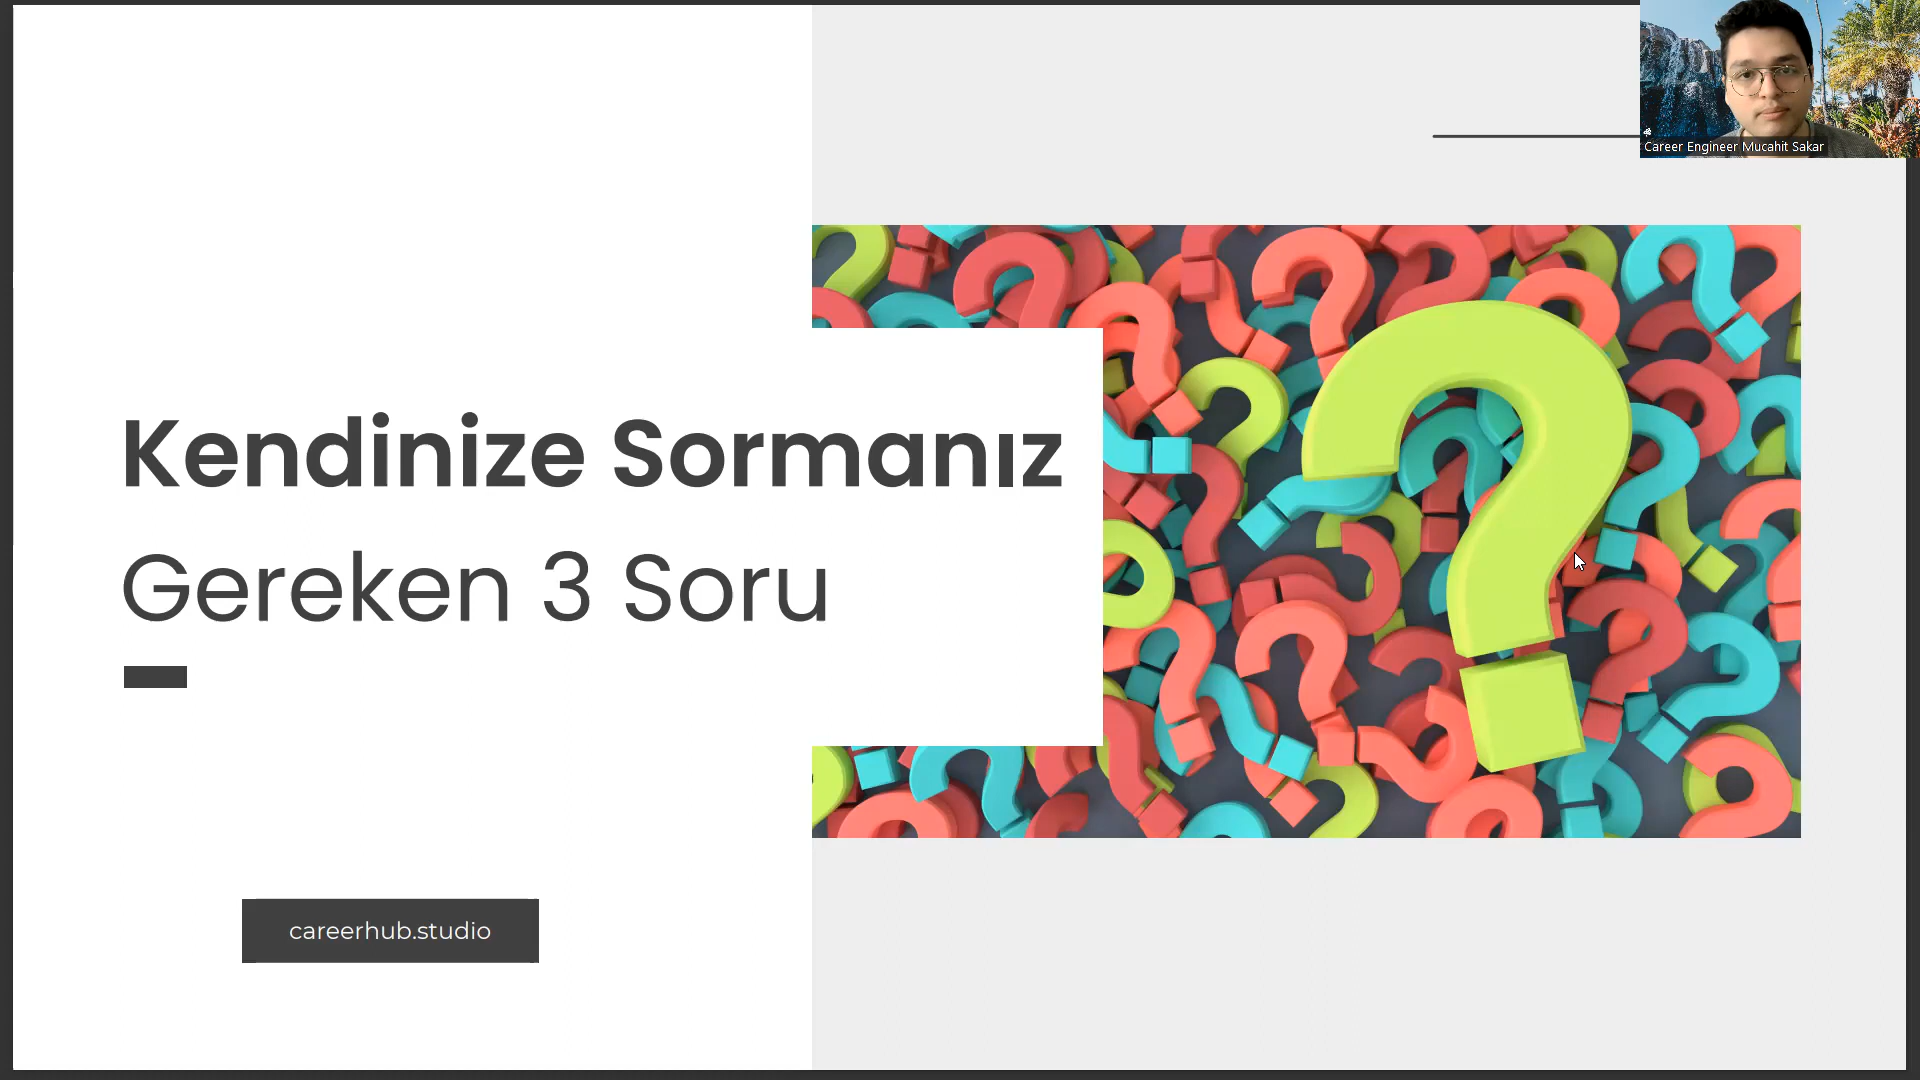 Career Engineer Mucahit Sakar
Kendinize Sormanız
Gereken 3 Soru
careerhub.studio